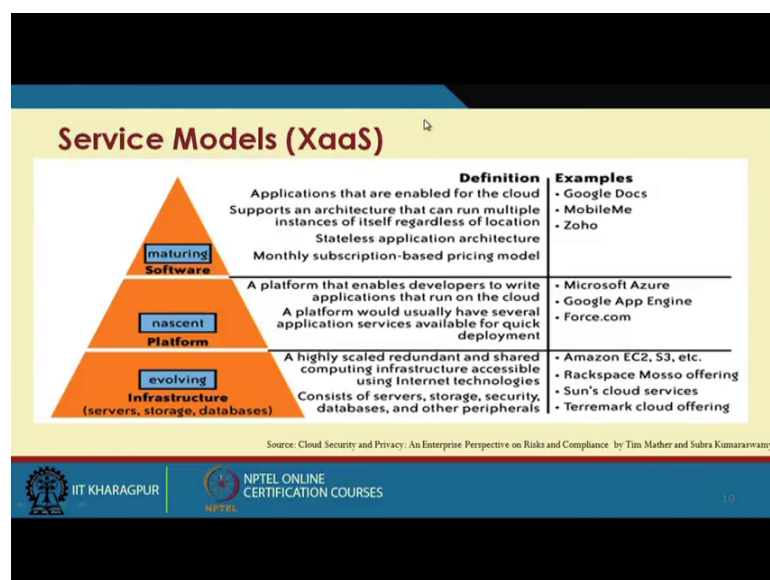 Service Models (XaaS)
Definition
Examples
Applications that are enabled for the cloud
Supports an architecture that can run multiple
instances of itself regardless of location
Stateless application architecture
Monthly subscription-based pricing model
• Google Docs
• MobileMe
• Zoho
maturing
Software
A platform that enables developers to write
applications that run on the cloud
A platform would usually have several
application services available for quick
deployment
• Microsoft Azure
• Google App Engine
• Force.com
nascent
Platform
A highly scaled redundant and shared
computing infrastructure accessible
using Internet technologies
Consists of servers, storage, security,
databases, and other peripherals
• Amazon EC2, S3, etc.
• Rackspace Mosso offering
• Sun's cloud services
• Terremark cloud offering
evolving
Infrastructure
(servers, storage, databases)
Source: Cloud Security and Privacy: An Enterprise Perspective on Risks and Compliance by Tim Mather and Subra Kumaraswamy
IIT KHARAGPUR
NPTEL
NPTEL ONLINE
CERTIFICATION COURSES
10